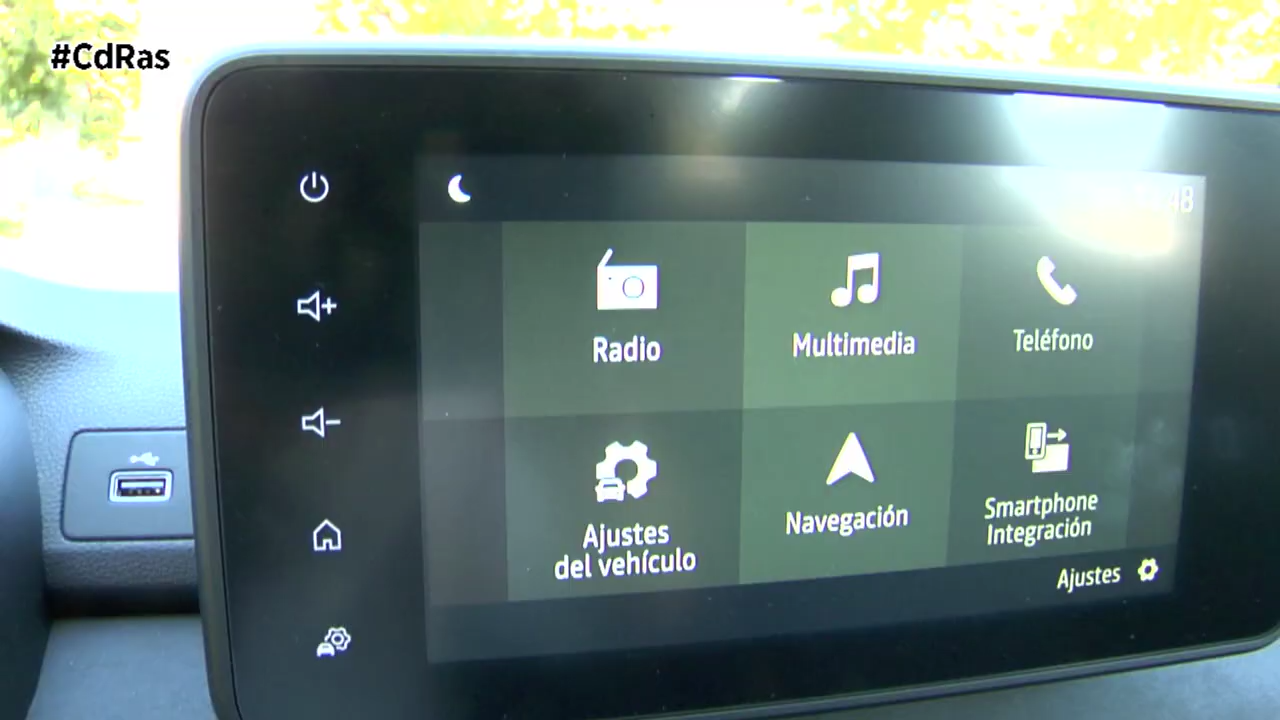 #CdRas
Radio
Multimedia
Teléfono
Ajustes
del vehículo
Navegación
Smartphone
Integración
Ajustes